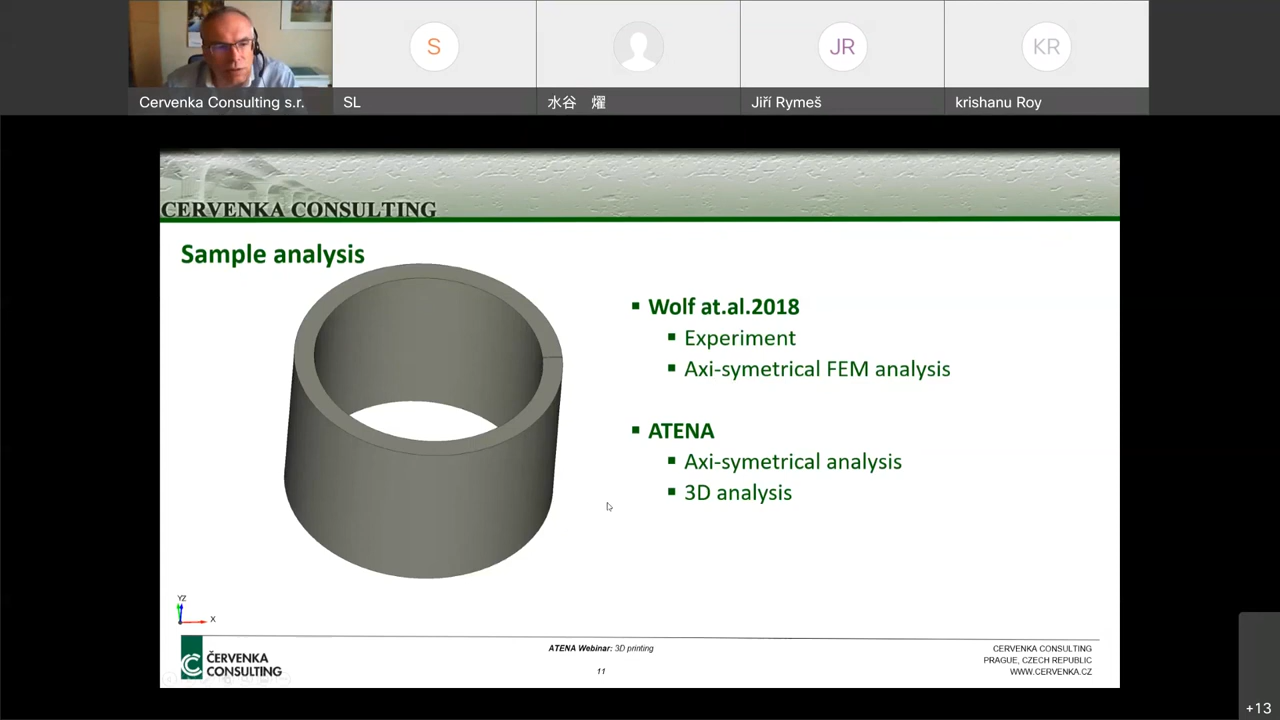 S
JR
KR
Cervenka Consulting s.r.
SL
水谷　燿
Jiří Rymeš
krishanu Roy
CERVENKA CONSULTING
Sample analysis
Wolf at.al.2018
Experiment
Axi-symetrical FEM analysis
ATENA
Axi-symetrical analysis
3D analysis
YZ
X
ČERVENKA
CONSULTING
ATENA Webinar: 3D printing
11
CERVENKA CONSULTING
PRAGUE, CZECH REPUBLIC
WWW.CERVENKA.CZ
+13